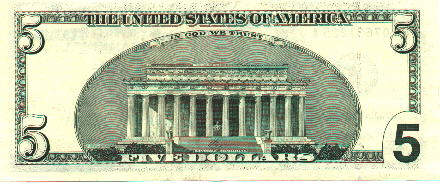 5 THE UNITED STATES OF AMERICA 5
IN GOD WE TRUST
5 FIVE DOLLARS 5